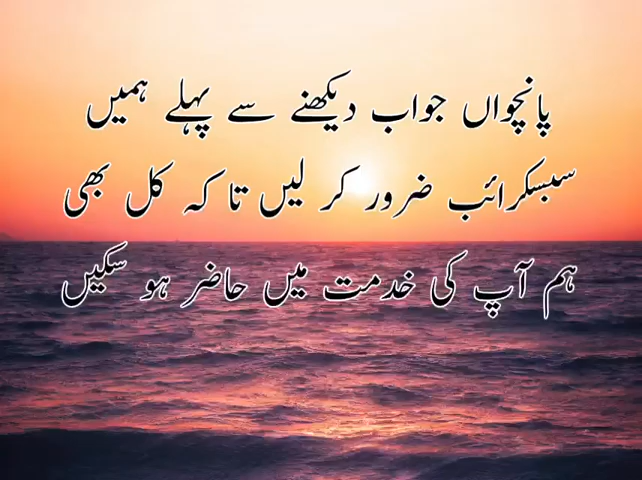 پانچواں جواب دیکھنے سے پہلے ہمیں
سبسکرائب ضرور کر لیں تا کہ کل بھی
ہم آپ کی خدمت میں حاضر ہو سکیں